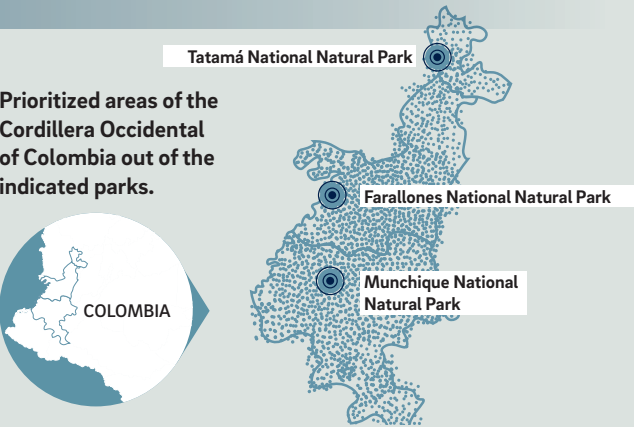 Tatamá National Natural Park
Prioritized areas of the
Cordillera Occidental
of Colombia out of the
indicated parks.
Farallones National Natural Park
Munchique National
Natural Park
COLOMBIA